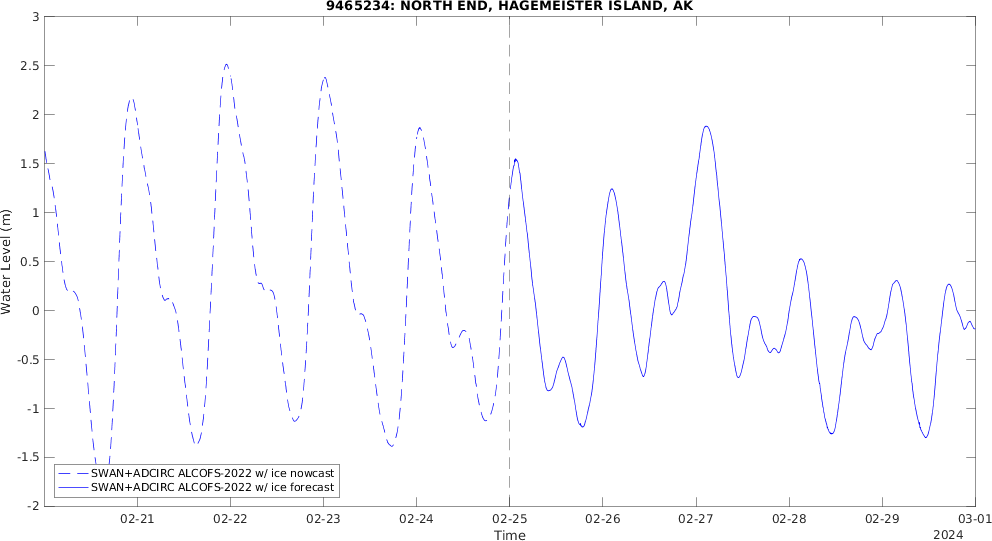 9465234: NORTH END, HAGEMEISTER ISLAND, AK
3
2.5
2
1.5
1
0.5
0
-0.5
-1
-1.5
-2
Water Level (m)
SWAN+ADCIRC ALCOFS-2022 w/ ice nowcast
SWAN+ADCIRC ALCOFS-2022 w/ ice forecast
02-21 02-22 02-23 02-24 02-25 02-26 02-27 02-28 02-29 03-01
Time
2024